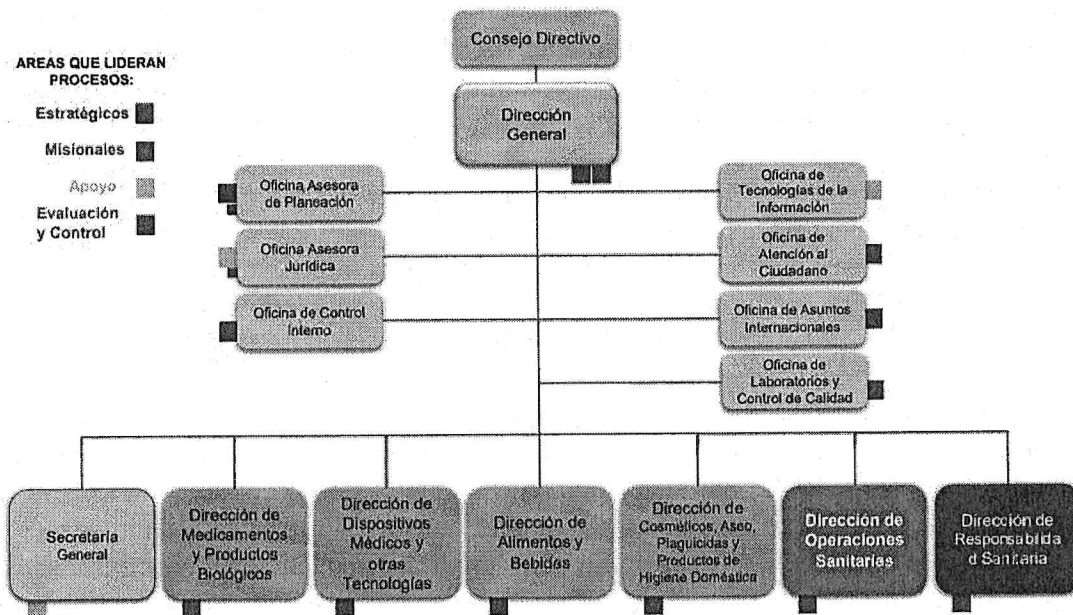 Consejo Directivo
AREAS QUE LIDERAN
PROCESOS:
Estratégicos
Misionales
Apoyo
Evaluación
y Control
Dirección
General
Oficina Asesora
de Planeación
Oficina de
Tecnologías de la
Información
Oficina Asesora
Jurídica
Oficina de
Atención al
Ciudadano
Oficina de Control
Interno
Oficina de Asuntos
Internacionales
Oficina de
Laboratorios y
Control de Calidad
Secretaría
General
Dirección de
Medicamentos
y Productos
Biológicos
Dirección de
Dispositivos
Médicos y
otras
Tecnologías
Dirección de
Alimentos y
Bebidas
Dirección de
Cosméticos, Aseo,
Plaguicidas y
Productos de
Higiene Doméstica
Dirección de
Operaciones
Sanitarias
Dirección de
Responsabilida
d Sanitaria